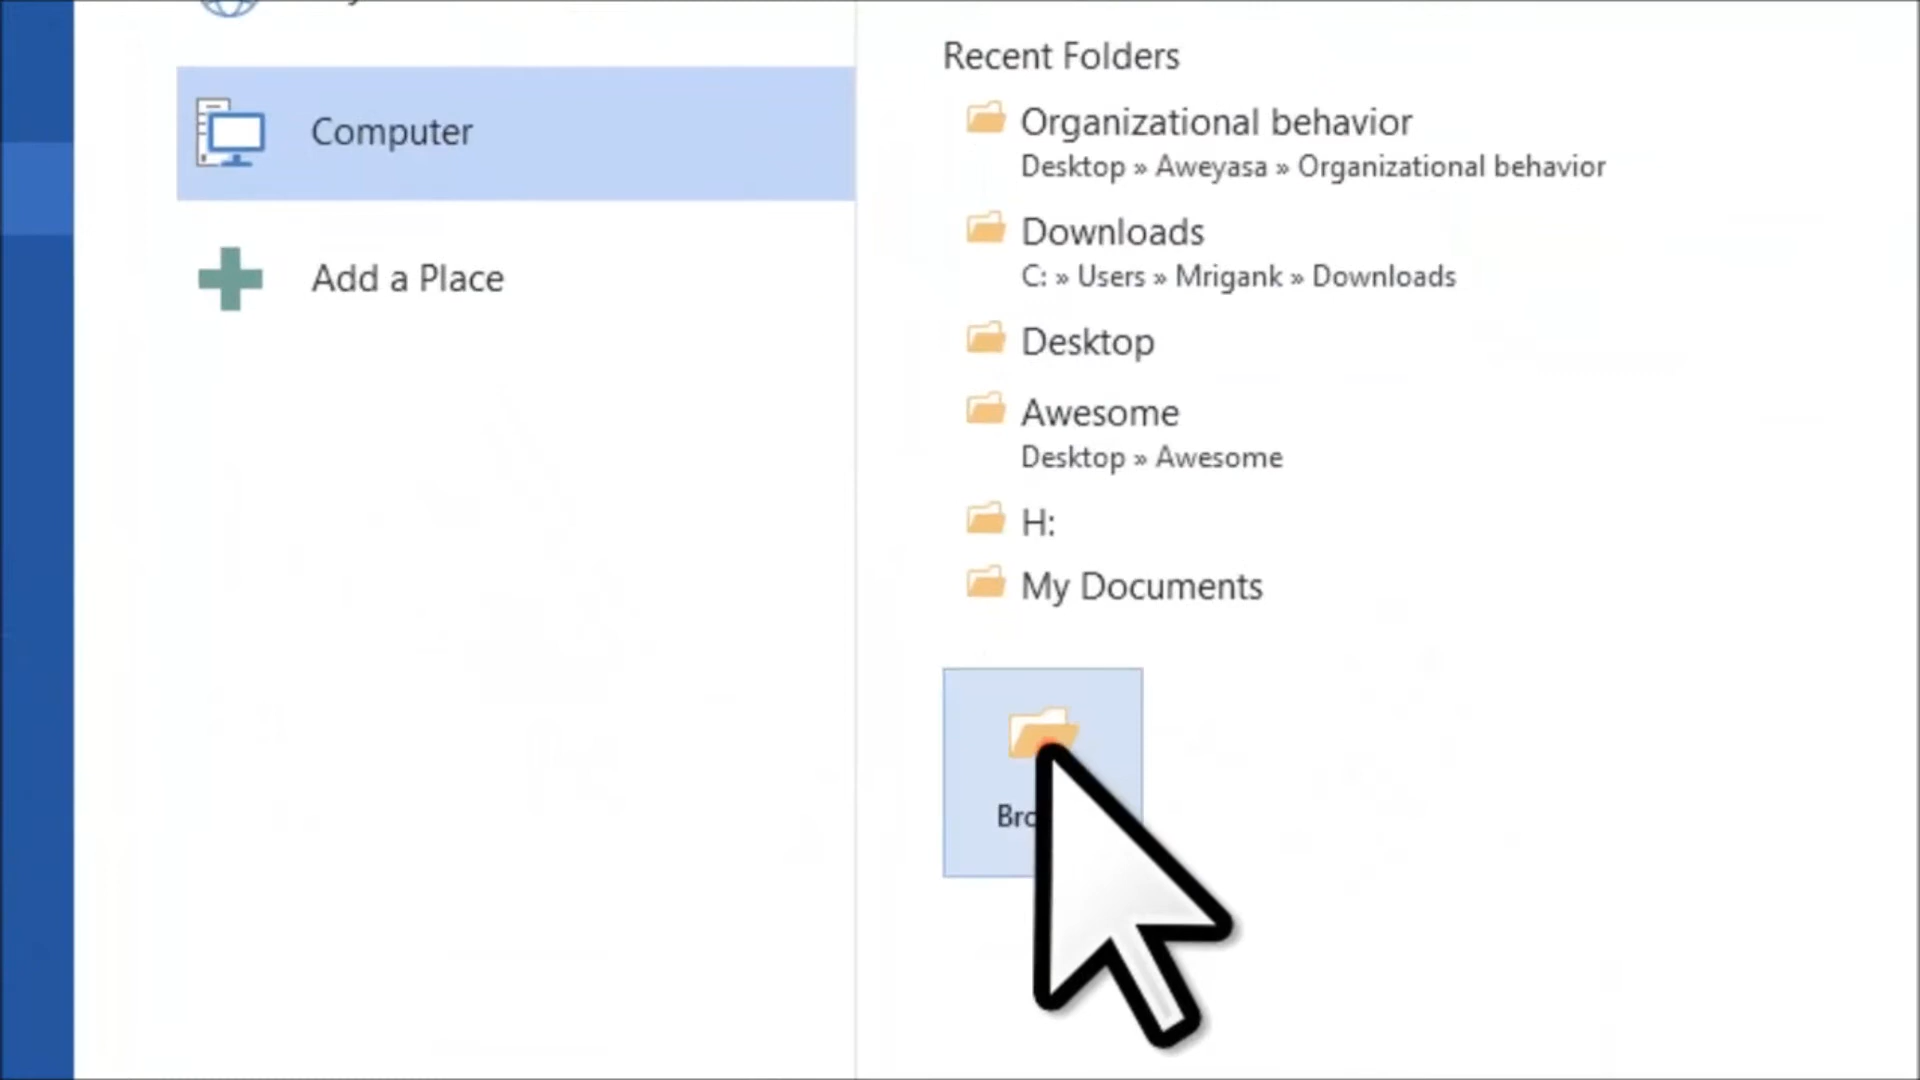 Computer
Add a Place
Recent Folders
Organizational behavior
Desktop » Aweyasa » Organizational behavior
Downloads
C: » Users » Mrigank » Downloads
Desktop
Awesome
Desktop » Awesome
H:
My Documents